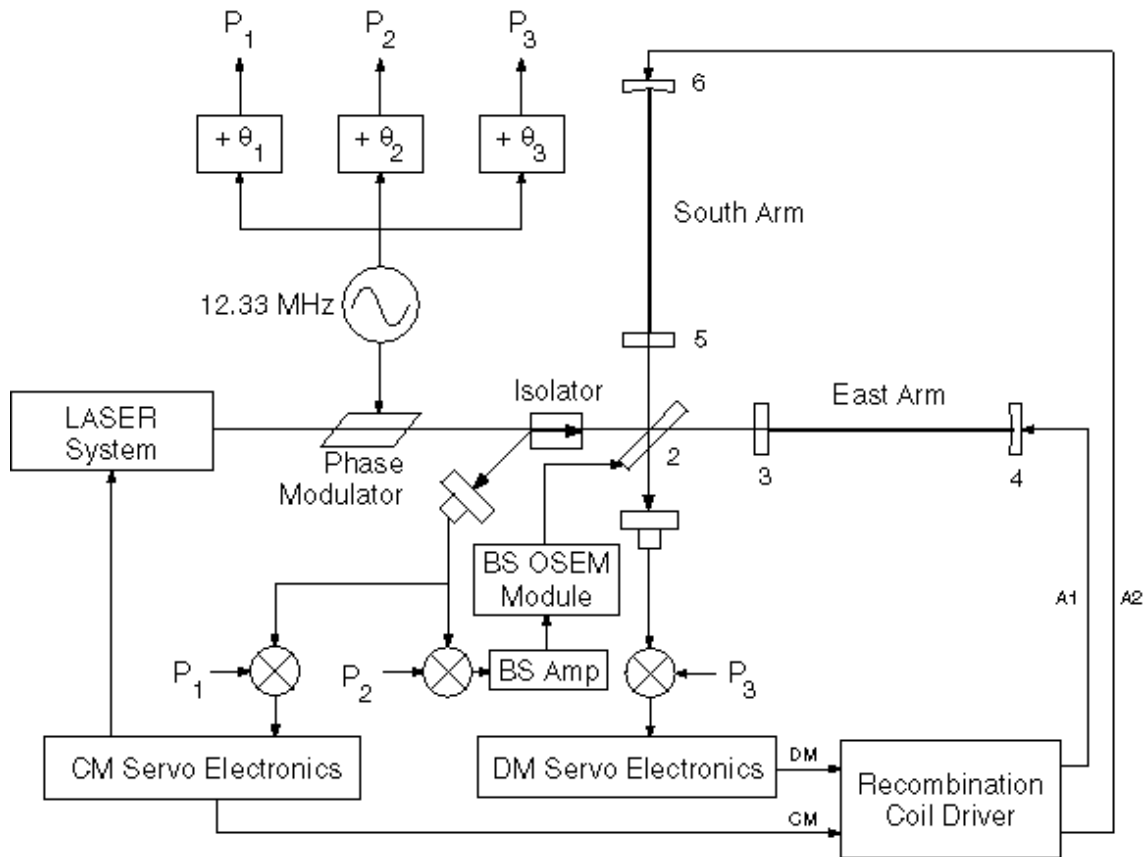 P1 P2 P3
+ θ1 + θ2 + θ3
6
South Arm
12.33 MHz
5
Isolator
East Arm
LASER
System
Phase
Modulator
2
3
4
BS OSEM
Module
A1 A2
P1
P2
BS Amp
P3
CM Servo Electronics
DM Servo Electronics
DM
CM
Recombination
Coil Driver